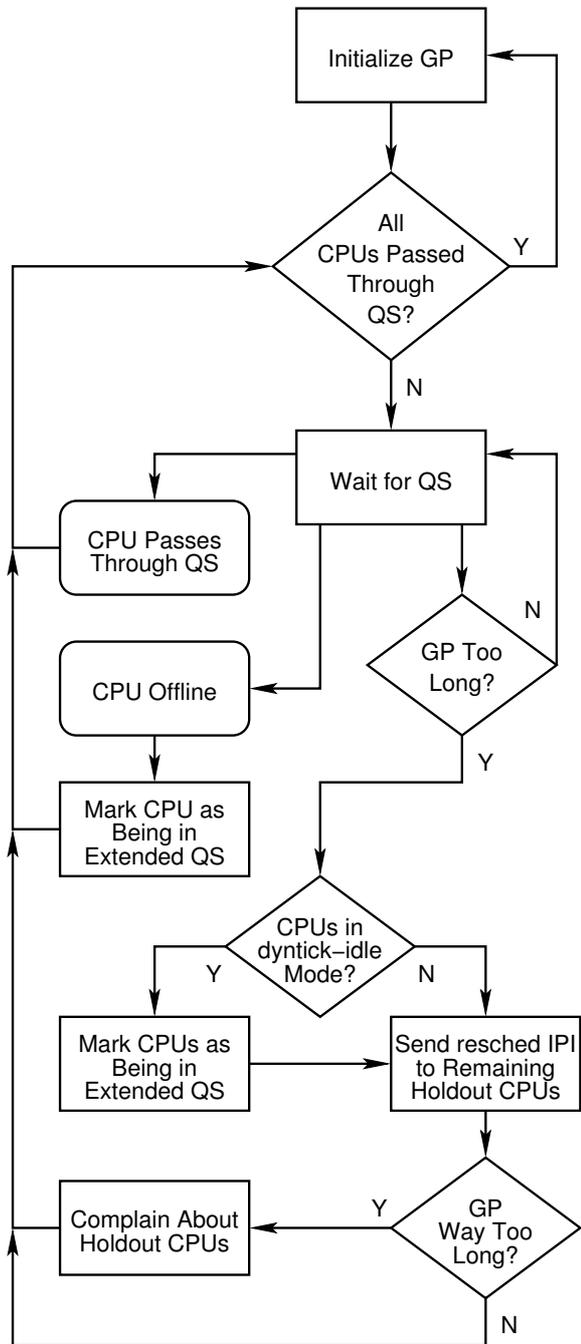 Initialize GP
All
CPUs Passed
Through
QS?
Y
N
Wait for QS
CPU Passes
Through QS
N
GP Too
Long?
CPU Offline
Y
Mark CPU as
Being in
Extended QS
CPUs in
dyntick−idle
Mode?
Y
N
Mark CPUs as
Being in
Extended QS
Send resched IPI
to Remaining
Holdout CPUs
Y
GP
Way Too
Long?
Complain About
Holdout CPUs
N